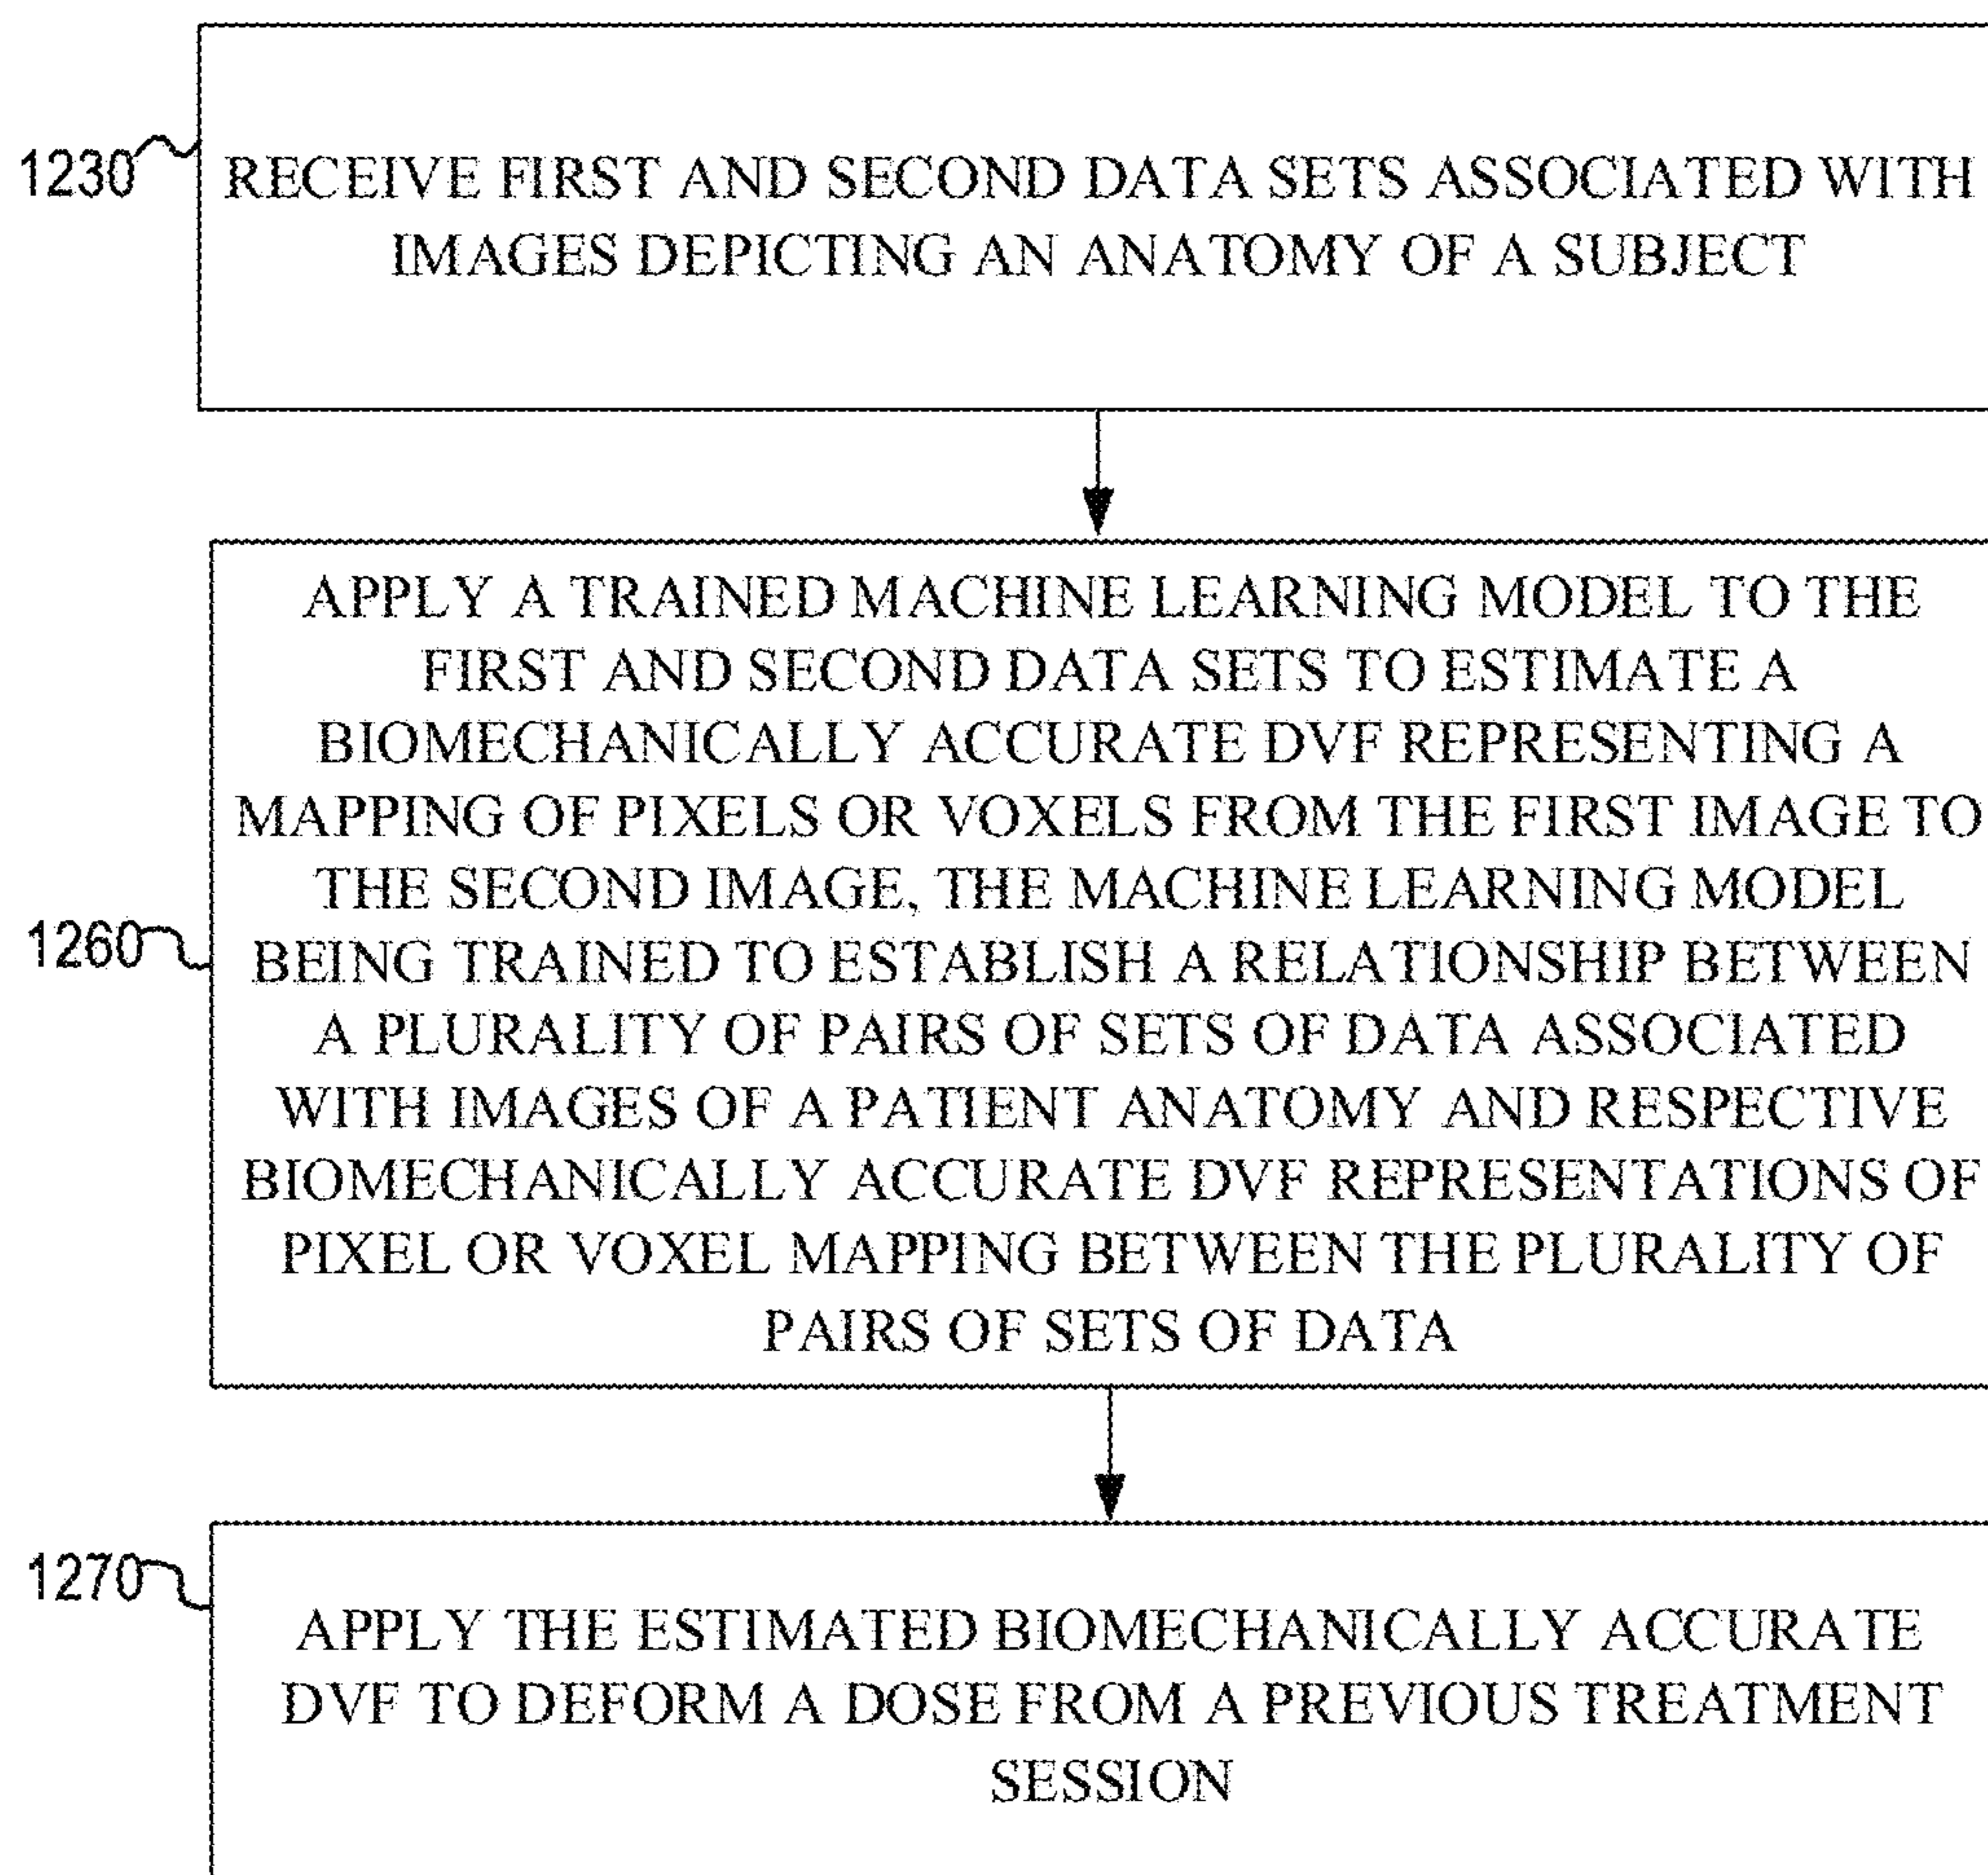 1230
RECEIVE FIRST AND SECOND DATA SETS ASSOCIATED WITH
IMAGES DEPICTING AN ANATOMY OF A SUBJECT
APPLY A TRAINED MACHINE LEARNING MODEL TO THE
FIRST AND SECOND DATA SETS TO ESTIMATE A
BIOMECHANICALLY ACCURATE DVF REPRESENTING A
MAPPING OF PIXELS OR VOXELS FROM THE FIRST IMAGE TO
THE SECOND IMAGE, THE MACHINE LEARNING MODEL
1260
BEING TRAINED TO ESTABLISH A RELATIONSHIP BETWEEN
A PLURALITY OF PAIRS OF SETS OF DATA ASSOCIATED
WITH IMAGES OF A PATIENT ANATOMY AND RESPECTIVE
BIOMECHANICALLY ACCURATE DVF REPRESENTATIONS OF
PIXEL OR VOXEL MAPPING BETWEEN THE PLURALITY OF
PAIRS OF SETS OF DATA
1270
APPLY THE ESTIMATED BIOMECHANICALLY ACCURATE
DVF TO DEFORM A DOSE FROM A PREVIOUS TREATMENT
SESSION